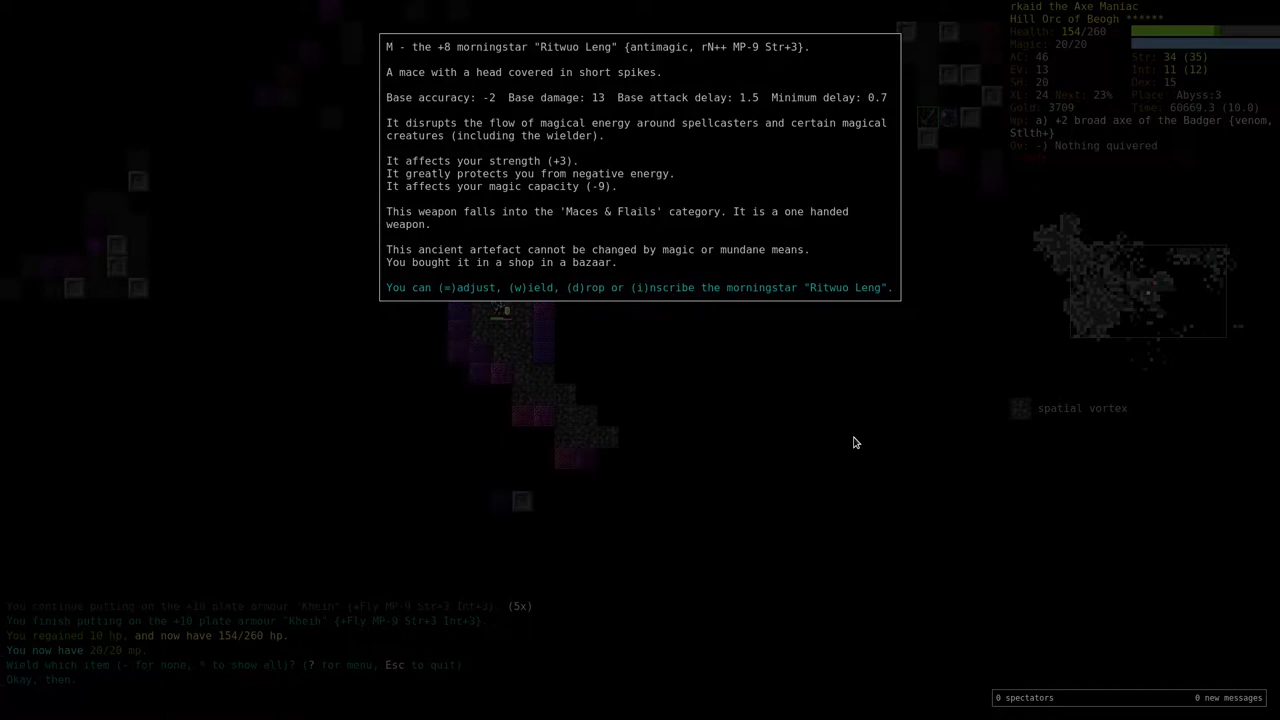 M - the +8 morningstar "Ritwuo Leng" {antimagic, rN++ MP-9 Str+3}.
A mace with a head covered in short spikes.
Base accuracy: -2  Base damage: 13  Base attack delay: 1.5  Minimum delay: 0.7
It disrupts the flow of magical energy around spellcasters and certain magical
creatures (including the wielder).
It affects your strength (+3).
It greatly protects you from negative energy.
It affects your magic capacity (-9).
This weapon falls into the 'Maces & Flails' category. It is a one handed
weapon.
This ancient artefact cannot be changed by magic or mundane means.
You bought it in a shop in a bazaar.
You can (=)adjust, (w)ield, (d)rop or (i)nscribe the morningstar "Ritwuo Leng".
rkaid the Axe Maniac
Hill Orc of Beogh ******
Health: 154/260
Magic: 20/20
AC: 46 Str: 34 (35)
EV: 13 Int: 11 (12)
SH: 20 Dex: 15
XL: 24 Next: 23% Place: Abyss:3
Gold: 3709 Time: 60669.3 (10.0)
Wp: a) +2 broad axe of the Badger {venom,
Stlth+}
Qv: -) Nothing quivered
spatial vortex
You continue putting on the +10 plate armour "Kheih" {+Fly MP-9 Str+3 Int+3}. (5x)
You finish putting on the +10 plate armour "Kheih" {+Fly MP-9 Str+3 Int+3}.
You regained 10 hp, and now have 154/260 hp.
You now have 20/20 mp.
Wield which item (- for none, * to show all)? (? for menu, Esc to quit)
Okay, then.
0 spectators 0 new messages